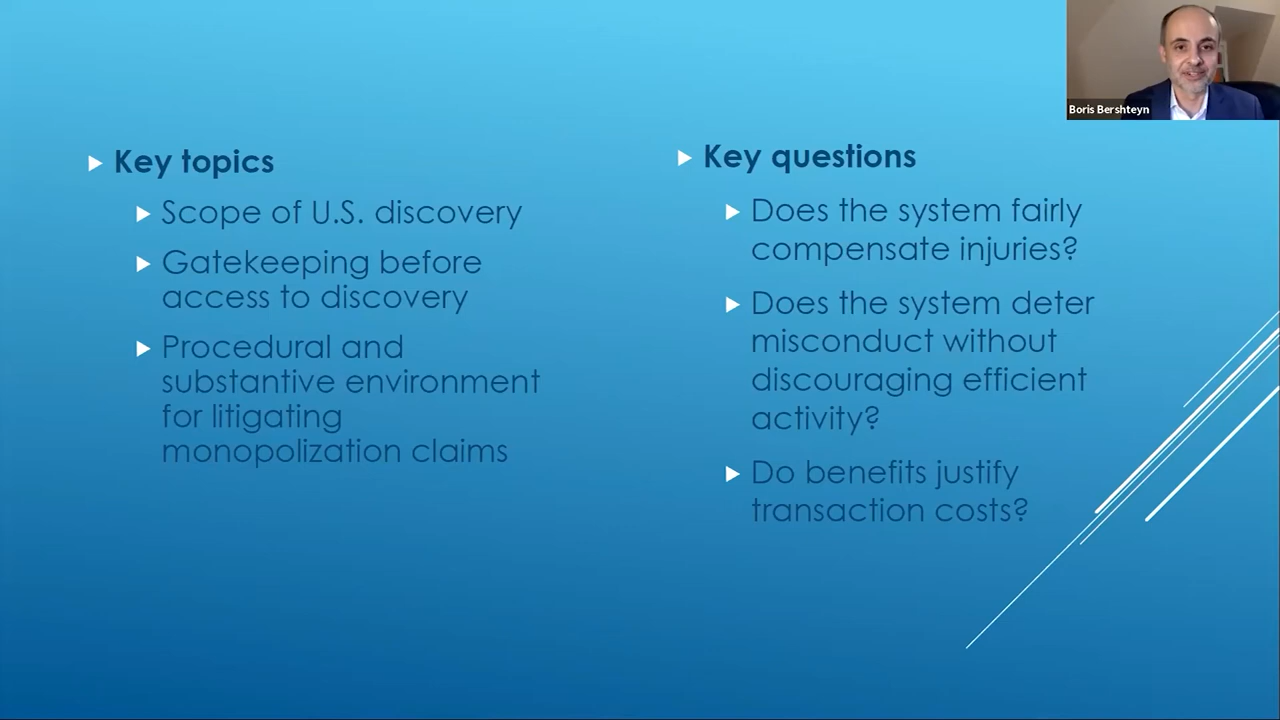 Boris Bershteyn
Key topics
Scope of U.S. discovery
Gatekeeping before
access to discovery
Procedural and
substantive environment
for litigating
monopolization claims
Key questions
Does the system fairly
compensate injuries?
Does the system deter
misconduct without
discouraging efficient
activity?
Do benefits justify
transaction costs?